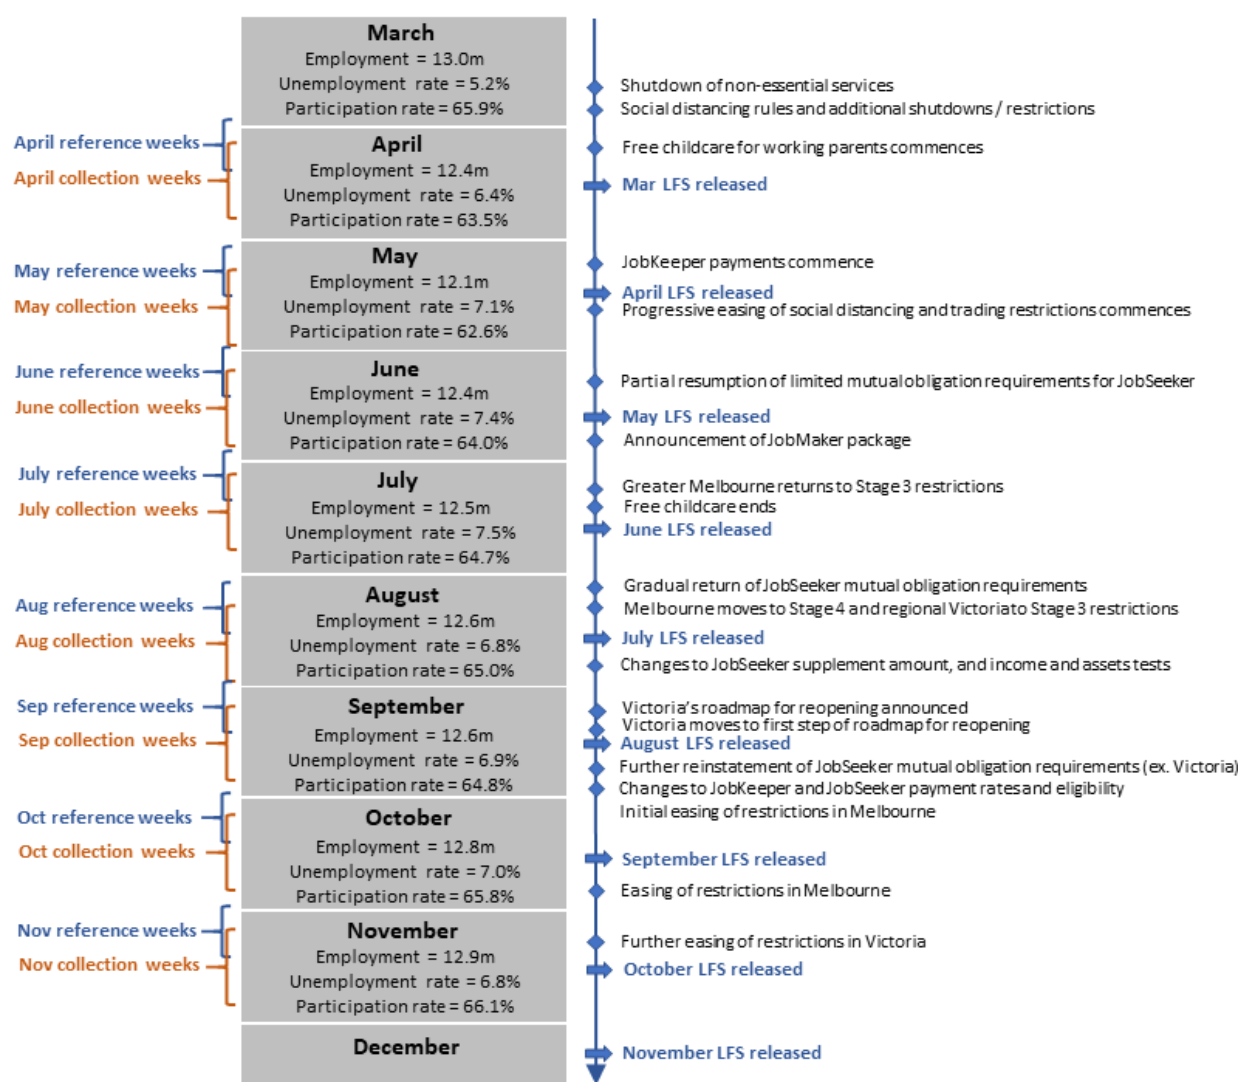 March
Employment = 13.0m
Unemployment rate = 5.2%
Participation rate = 65.9%
Shutdown of non-essential services
Social distancing rules and additional shutdowns / restrictions
April reference weeks
April collection weeks
April
Employment = 12.4m
Unemployment rate = 6.4%
Participation rate = 63.5%
Free childcare for working parents commences
Mar LFS released
May reference weeks
May collection weeks
May
Employment = 12.1m
Unemployment rate = 7.1%
Participation rate = 62.6%
JobKeeper payments commence
April LFS released
Progressive easing of social distancing and trading restrictions commences
June reference weeks
June collection weeks
June
Employment = 12.4m
Unemployment rate = 7.4%
Participation rate = 64.0%
Partial resumption of limited mutual obligation requirements for JobSeeker
May LFS released
Announcement of JobMaker package
July reference weeks
July collection weeks
July
Employment = 12.5m
Unemployment rate = 7.5%
Participation rate = 64.7%
Greater Melbourne returns to Stage 3 restrictions
Free childcare ends
June LFS released
Aug reference weeks
Aug collection weeks
August
Employment = 12.6m
Unemployment rate = 6.8%
Participation rate = 65.0%
Gradual return of JobSeeker mutual obligation requirements
Melbourne moves to Stage 4 and regional Victoria to Stage 3 restrictions
July LFS released
Changes to JobSeeker supplement amount, and income and assets tests
Sep reference weeks
Sep collection weeks
September
Employment = 12.6m
Unemployment rate = 6.9%
Participation rate = 64.8%
Victoria's roadmap for reopening announced
Victoria moves to first step of roadmap for reopening
August LFS released
Further reinstatement of JobSeeker mutual obligation requirements (ex. Victoria)
Changes to JobKeeper and JobSeeker payment rates and eligibility
Initial easing of restrictions in Melbourne
Oct reference weeks
Oct collection weeks
October
Employment = 12.8m
Unemployment rate = 7.0%
Participation rate = 65.8%
September LFS released
Easing of restrictions in Melbourne
Nov reference weeks
Nov collection weeks
November
Employment = 12.9m
Unemployment rate = 6.8%
Participation rate = 66.1%
Further easing of restrictions in Victoria
October LFS released
December
November LFS released